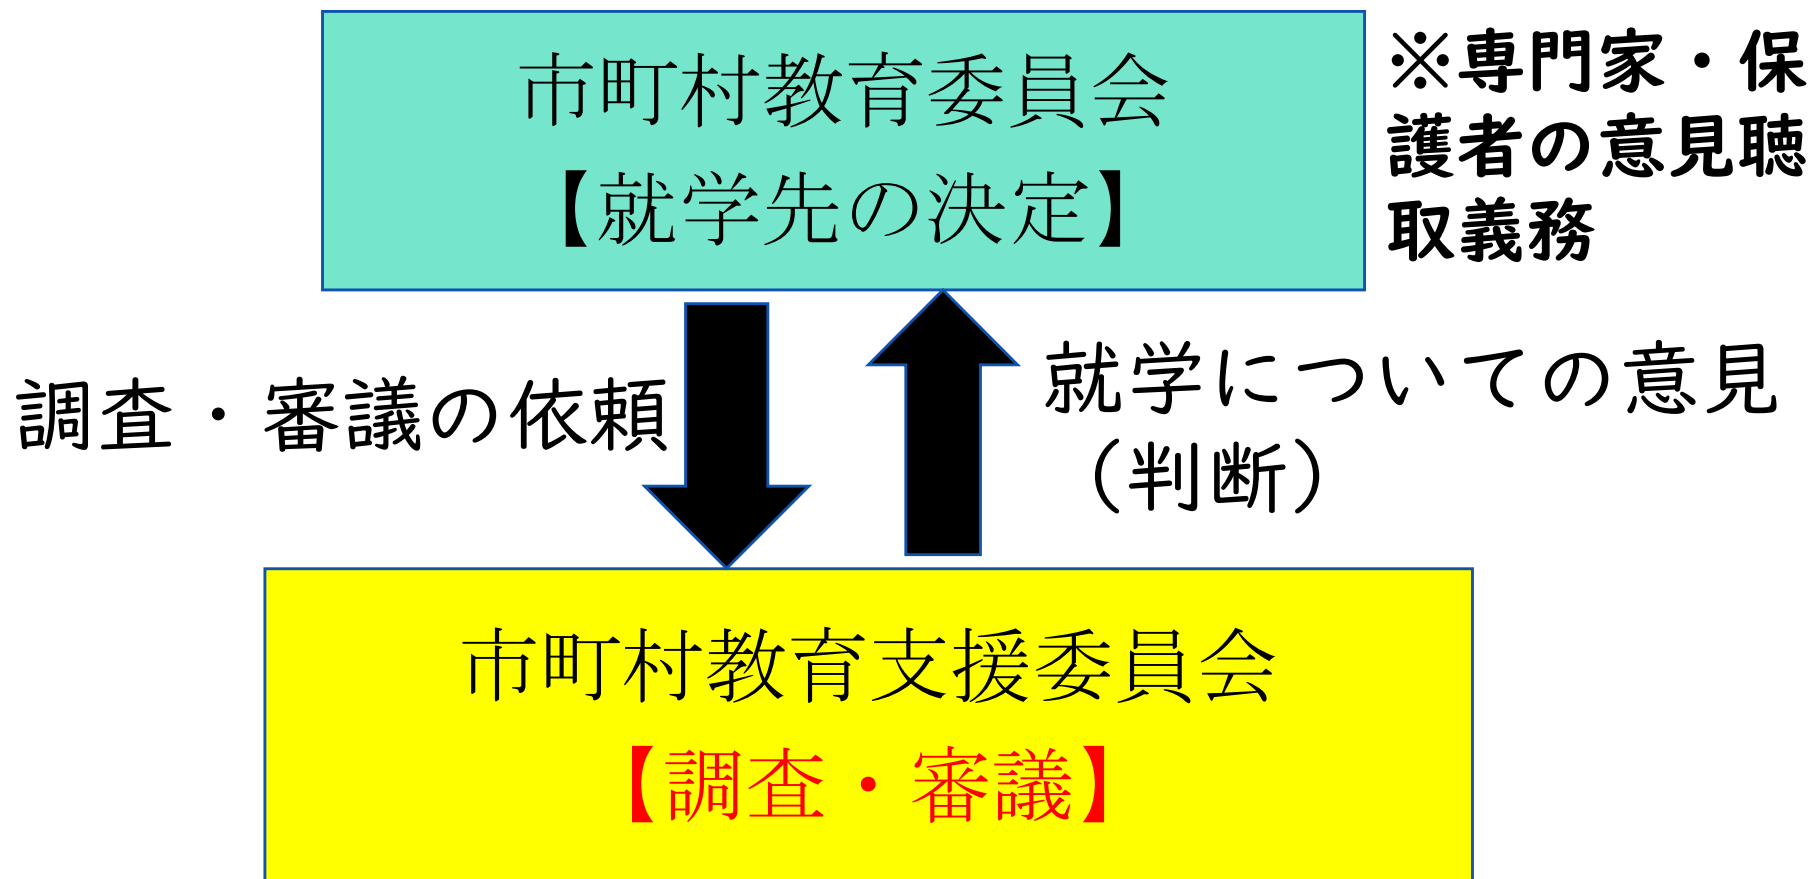 市町村教育委員会
【就学先の決定】
※専門家・保
護者の意見聴
取義務
調査・審議の依頼
就学についての意見
（判断）
市町村教育支援委員会
【調査・審議】